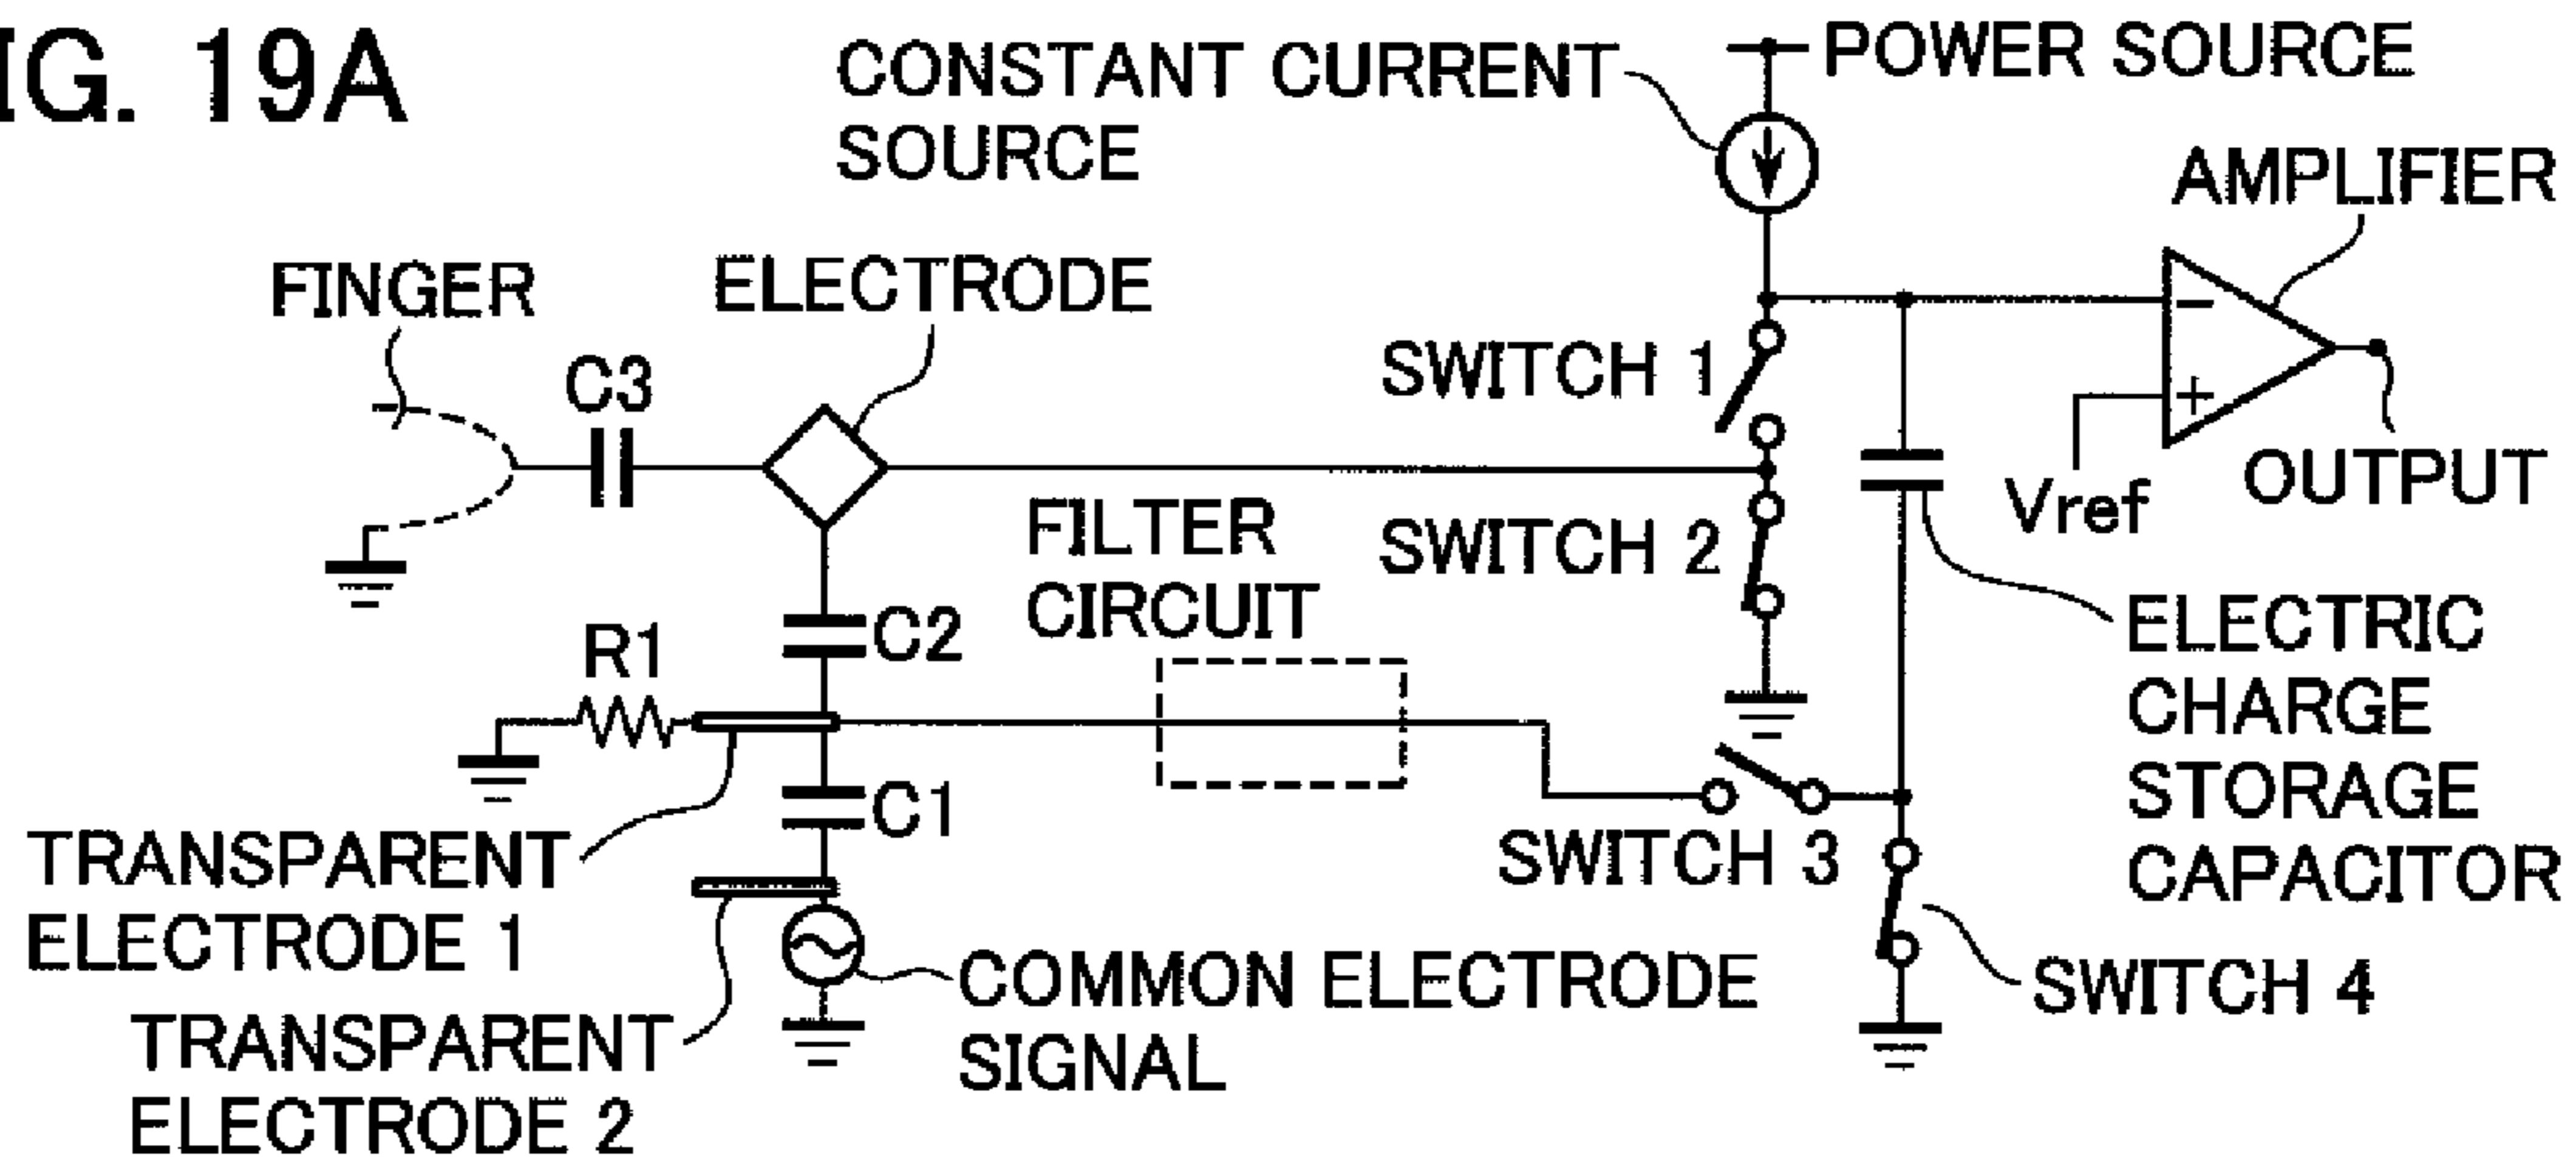 IG. 19A
CONSTANT CURRENT
SOURCE
POWER SOURCE
AMPLIFIER
FINGER
ELECTRODE
C3
SWITCH 1
−
+
Vref
OUTPUT
FILTER
CIRCUIT
SWITCH 2
R1
C2
ELECTRIC
CHARGE
STORAGE
CAPACITOR
C1
SWITCH 3
TRANSPARENT
ELECTRODE 1
SWITCH 4
COMMON ELECTRODE
SIGNAL
TRANSPARENT
ELECTRODE 2